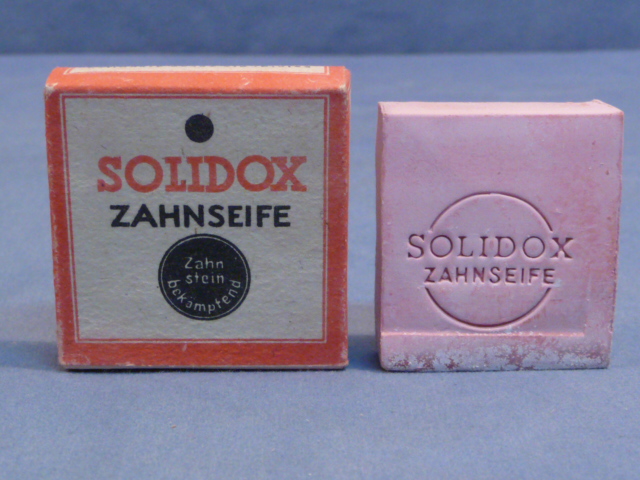 SOLIDOX
ZAHNSEIFE
Zahn
stein
bekämpfend
SOLIDOX
ZAHNSEIFE